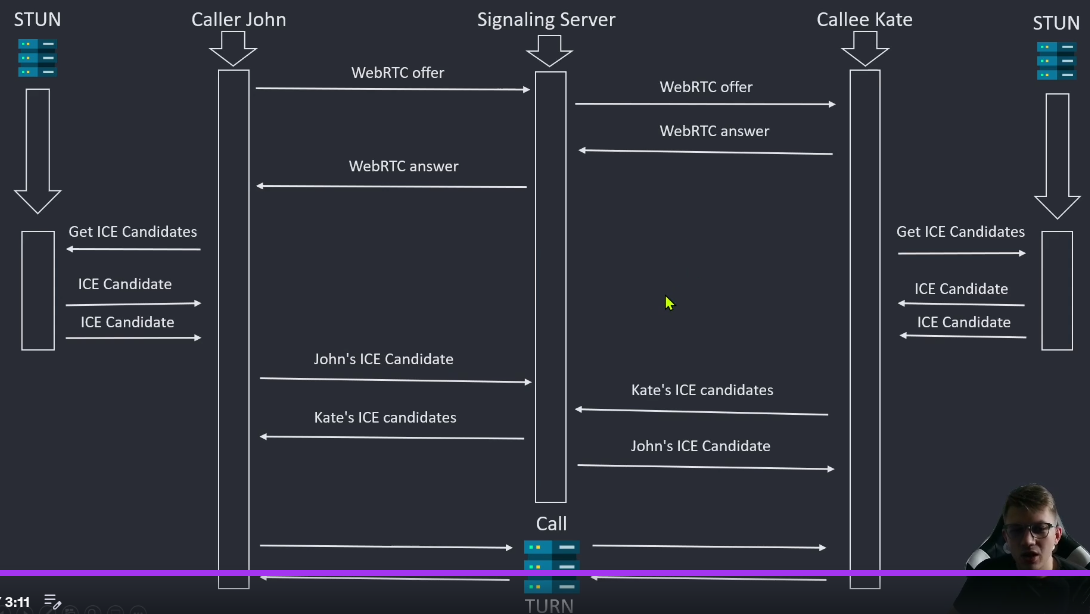 STUN
Caller John
Signaling Server
Callee Kate
STUN
WebRTC offer
WebRTC offer
WebRTC answer
WebRTC answer
Get ICE Candidates
Get ICE Candidates
ICE Candidate
ICE Candidate
ICE Candidate
ICE Candidate
John's ICE Candidate
Kate's ICE candidates
Kate's ICE candidates
John's ICE Candidate
Call
TURN
/ 3:11